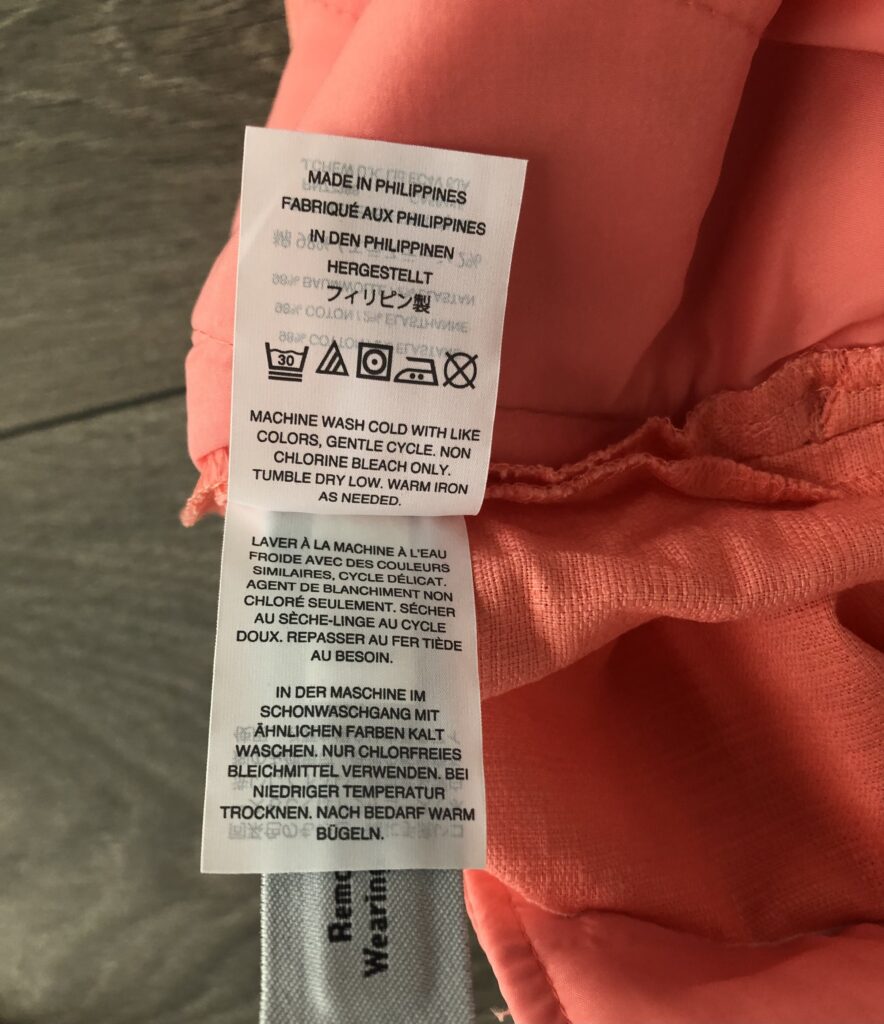 MADE IN PHILIPPINES
FABRIQUÉ AUX PHILIPPINES
IN DEN PHILIPPINEN
HERGESTELLT
フィリピン製
30
MACHINE WASH COLD WITH LIKE
COLORS, GENTLE CYCLE. NON
CHLORINE BLEACH ONLY.
TUMBLE DRY LOW. WARM IRON
AS NEEDED.
LAVER À LA MACHINE À L'EAU
FROIDE AVEC DES COULEURS
SIMILAIRES, CYCLE DÉLICAT.
AGENT DE BLANCHIMENT NON
CHLORÉ SEULEMENT. SÉCHER
AU SÈCHE-LINGE AU CYCLE
DOUX. REPASSER AU FER TIÈDE
AU BESOIN.
IN DER MASCHINE IM
SCHONWASCHGANG MIT
ÄHNLICHEN FARBEN KALT
WASCHEN. NUR CHLORFREIES
BLEICHMITTEL VERWENDEN. BEI
NIEDRIGER TEMPERATUR
TROCKNEN. NACH BEDARF WARM
BÜGELN.
Remo
Wearing